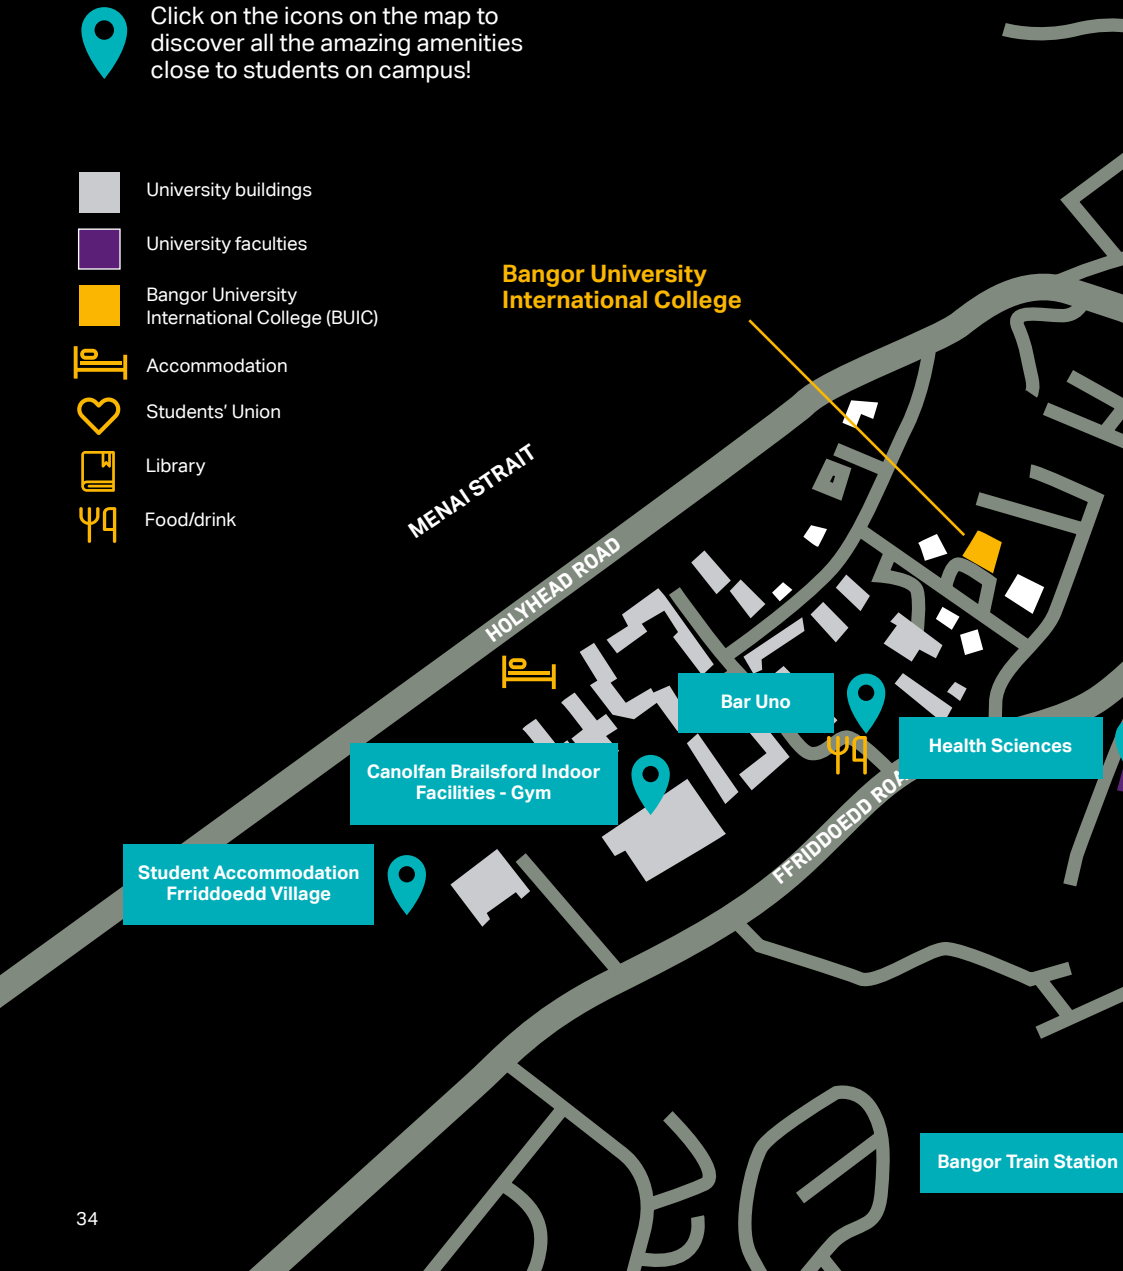 Click on the icons on the map to
discover all the amazing amenities
close to students on campus!
University buildings
University faculties
Bangor University
International College (BUIC)
Accommodation
Students' Union
Library
Food/drink
Bangor University
International College
MENAI STRAIT
HOLYHEAD ROAD
Bar Uno
Health Sciences
Canolfan Brailsford Indoor
Facilities - Gym
FFRIDDOEDD ROA
Student Accommodation
Frriddoedd Village
Bangor Train Station
34